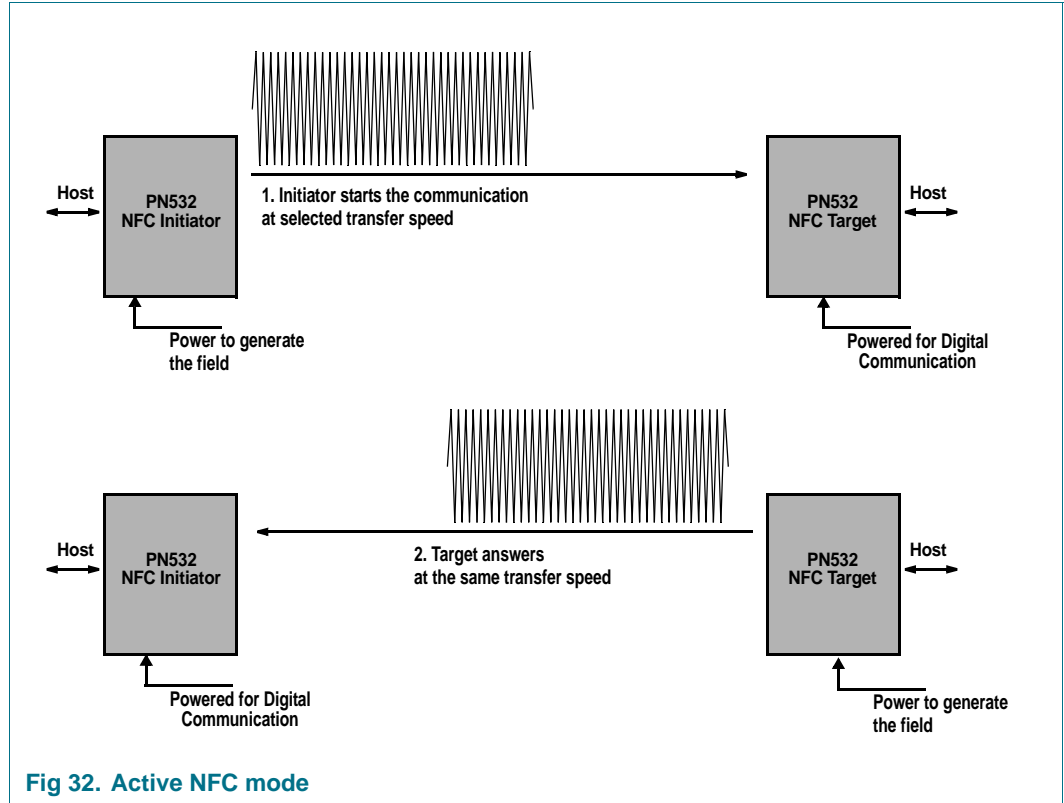 Host
PN532
NFC Initiator
1. Initiator starts the communication
at selected transfer speed
PN532
NFC Target
Host
Power to generate
the field
Powered for Digital
Communication
Host
PN532
NFC Initiator
2. Target answers
at the same transfer speed
PN532
NFC Target
Host
Powered for Digital
Communication
Power to generate
the field
Fig 32. Active NFC mode